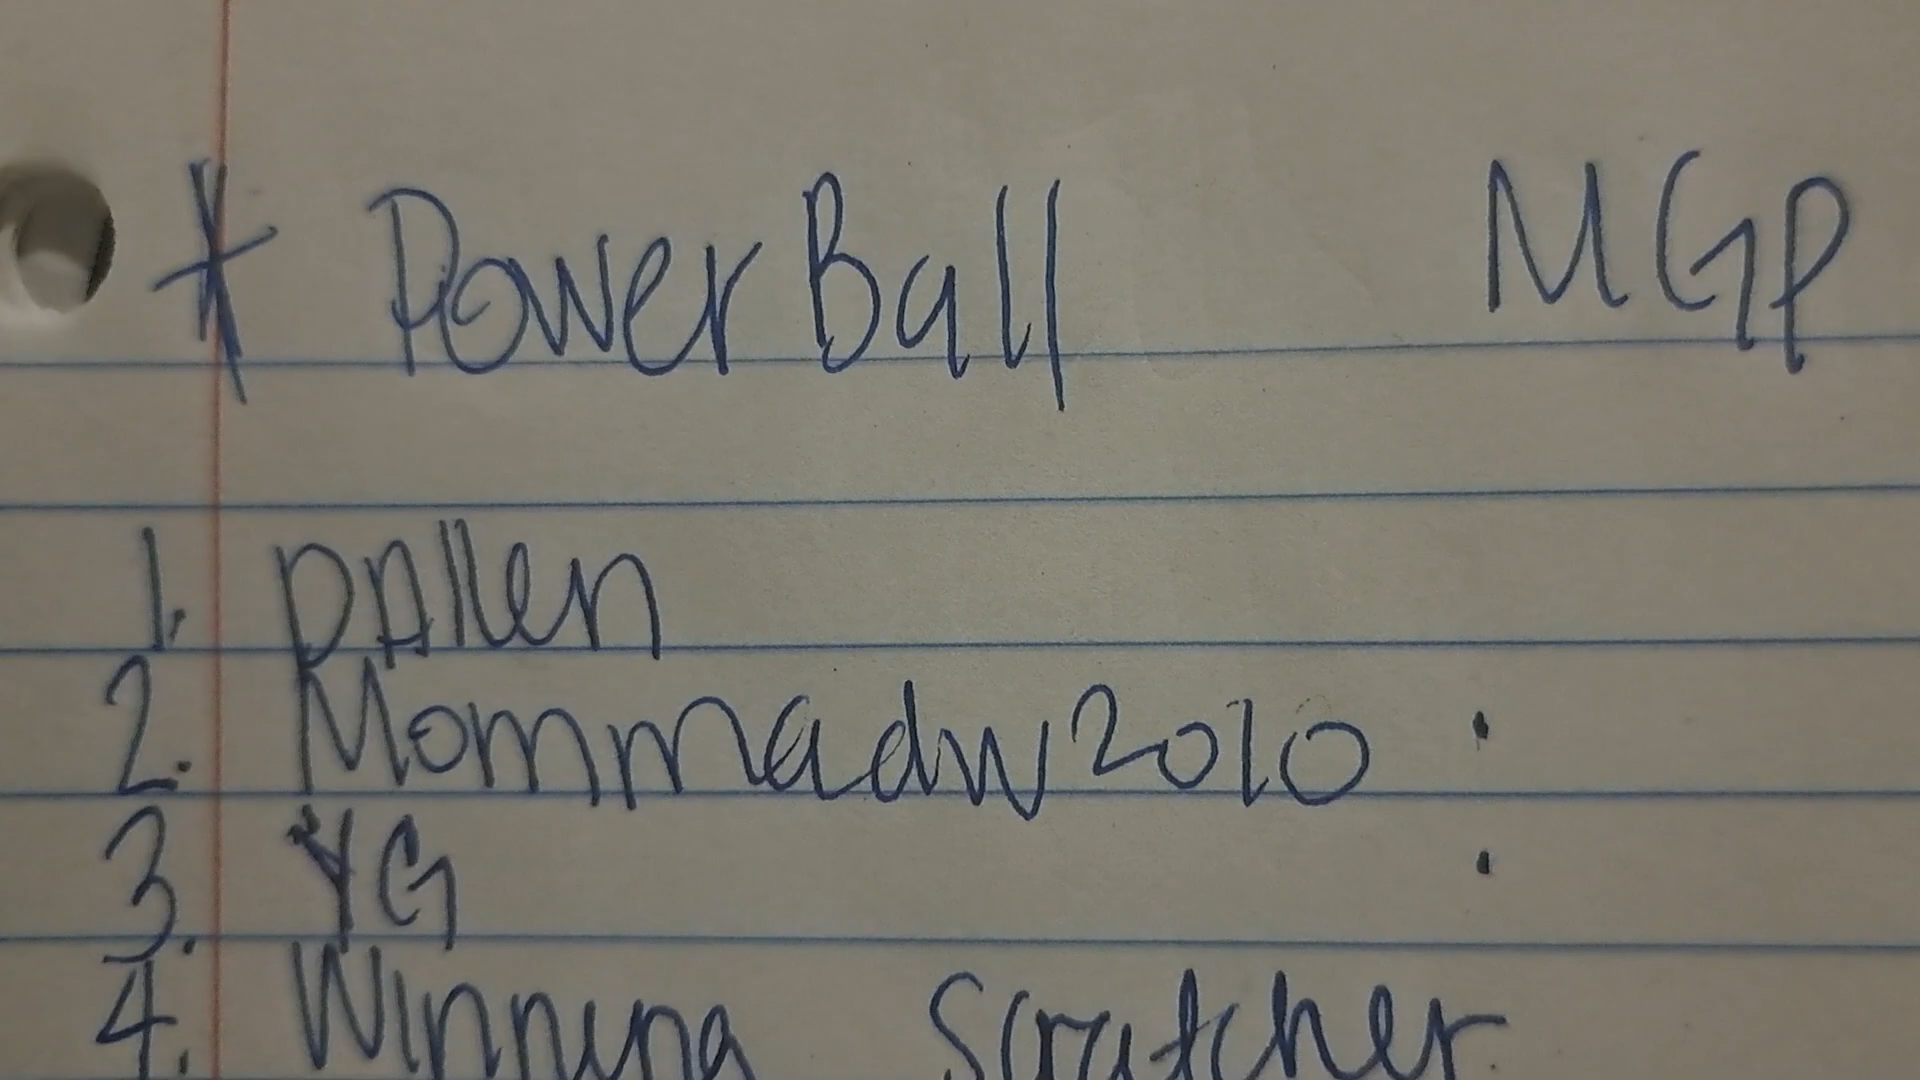 * PowerBall MGP
1. DAllen
2. Mommadw2010
3. YG
4. Winning Scratcher